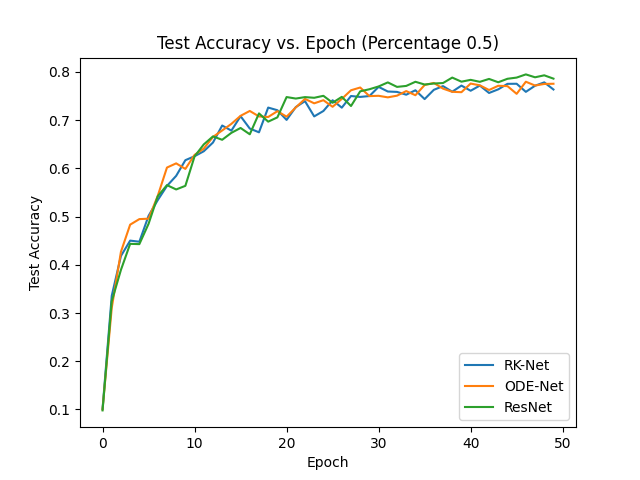 Test Accuracy vs. Epoch (Percentage 0.5)
Test Accuracy
0.8
0.7
0.6
0.5
0.4
0.3
0.2
0.1
RK-Net
ODE-Net
ResNet
0 10 20 30 40 50
Epoch